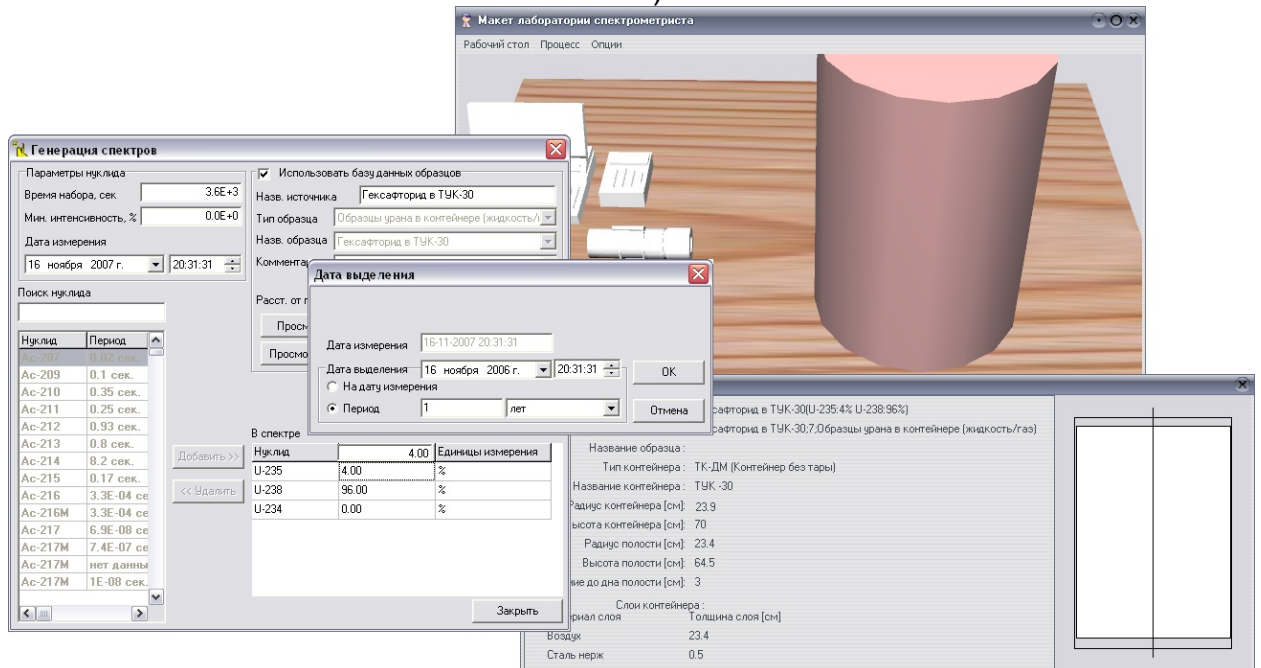 Макет лаборатории спектрометриста
Рабочий стол Процесс Опции
Генерация спектров
Параметры нуклида
Время набора, сек 3.6E+3
Мин. интенсивность, % 0.0E+0
Дата измерения
16 ноября 2007 г. 20:31:31
Поиск нуклида
Нуклид Период
Ac-207 0.02 сек.
Ac-209 0.1 сек.
Ac-210 0.35 сек.
Ac-211 0.25 сек.
Ac-212 0.93 сек.
Ac-213 0.8 сек.
Ac-214 8.2 сек.
Ac-215 0.17 сек.
Ac-216 3.3E-04 се
Ac-216M 3.3E-04 се
Ac-217 6.9E-08 се
Ac-217M 7.4E-07 се
Ac-217M нет данны
Ac-217M 1E-08 сек.
Добавить >>
<< Удалить
Использовать базу данных образцов
Назв. источника Гексафторид в ТУК-30
Тип образца Образцы урана в контейнере (жидкость/г
Назв. образца Гексафторид в ТУК-30
Комментар
Расст. от п
Просм
Просмо
В спектре
Нуклид 4.00 Единицы измерения
U-235 4.00 %
U-238 96.00 %
U-234 0.00 %
Закрыть
Дата выделения
Дата измерения 16-11-2007 20:31:31
Дата выделения 16 ноября 2006 г. 20:31:31
На дату измерения
Период 1 лет
OK
Отмена
сафторид в ТУК-30(U-235:4% U-238:96%)
сафторид в ТУК-30;7;Образцы урана в контейнере (жидкость/газ)
Название образца :
Тип контейнера : ТК-ДМ (Контейнер без тары)
Название контейнера : ТУК -30
Радиус контейнера [см]: 23.9
ысота контейнера [см]: 70
Радиус полости [см]: 23.4
Высота полости [см]: 64.5
ние до дна полости [см]: 3
Слои контейнера :
ериал слоя Толщина слоя [см]
Воздух 23.4
Сталь нерж 0.5